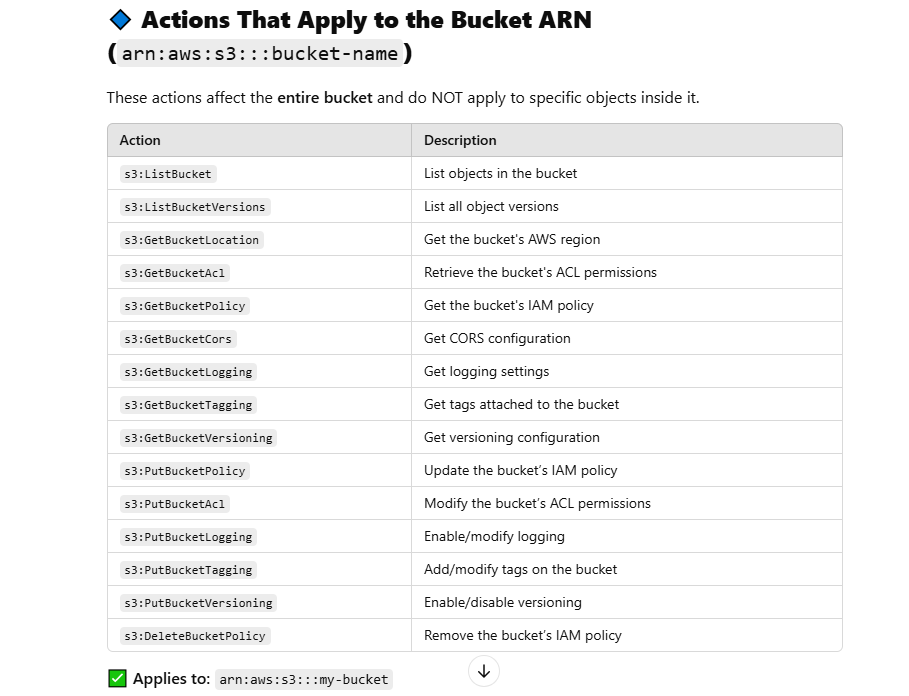 Actions That Apply to the Bucket ARN
(arn:aws:s3:::bucket-name)
These actions affect the entire bucket and do NOT apply to specific objects inside it.
Action Description
s3:ListBucket List objects in the bucket
s3:ListBucketVersions List all object versions
s3:GetBucketLocation Get the bucket's AWS region
s3:GetBucketAcl Retrieve the bucket's ACL permissions
s3:GetBucketPolicy Get the bucket's IAM policy
s3:GetBucketCors Get CORS configuration
s3:GetBucketLogging Get logging settings
s3:GetBucketTagging Get tags attached to the bucket
s3:GetBucketVersioning Get versioning configuration
s3:PutBucketPolicy Update the bucket’s IAM policy
s3:PutBucketAcl Modify the bucket’s ACL permissions
s3:PutBucketLogging Enable/modify logging
s3:PutBucketTagging Add/modify tags on the bucket
s3:PutBucketVersioning Enable/disable versioning
s3:DeleteBucketPolicy Remove the bucket’s IAM policy
Applies to: arn:aws:s3:::my-bucket